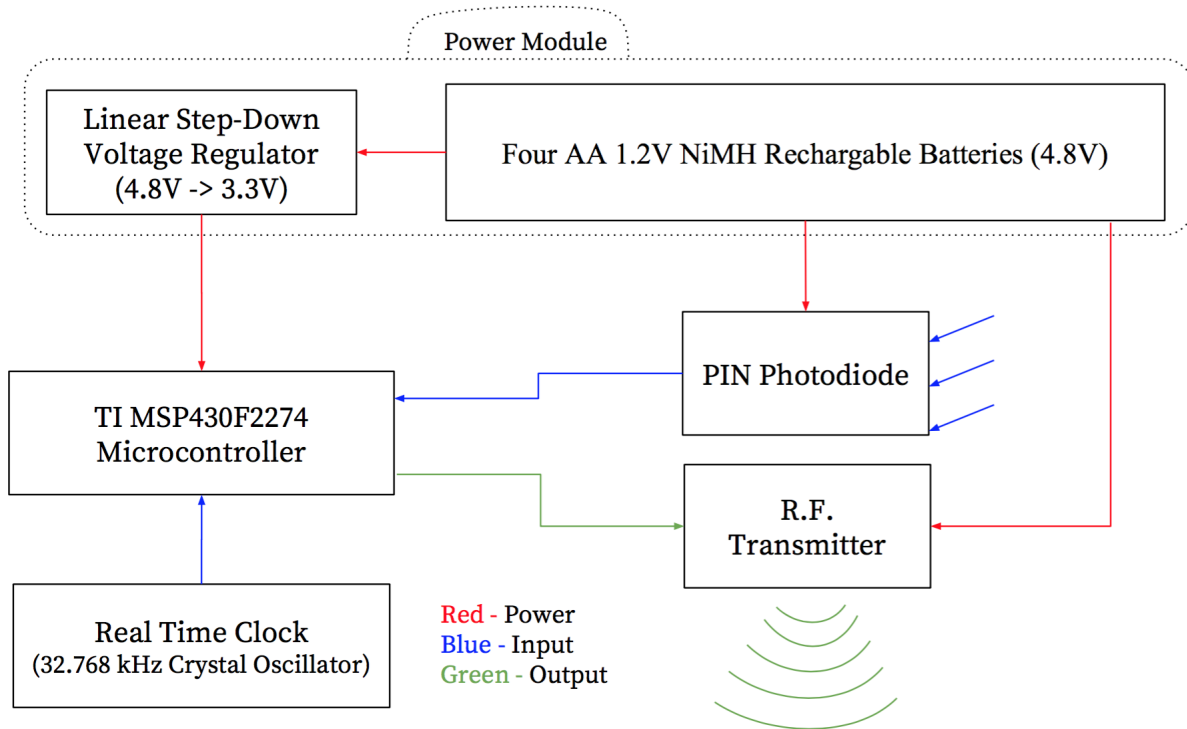 Power Module
Linear Step-Down
Voltage Regulator
(4.8V -> 3.3V)
Four AA 1.2V NiMH Rechargable Batteries (4.8V)
PIN Photodiode
TI MSP430F2274
Microcontroller
R.F.
Transmitter
Real Time Clock
(32.768 kHz Crystal Oscillator)
Red - Power
Blue - Input
Green - Output